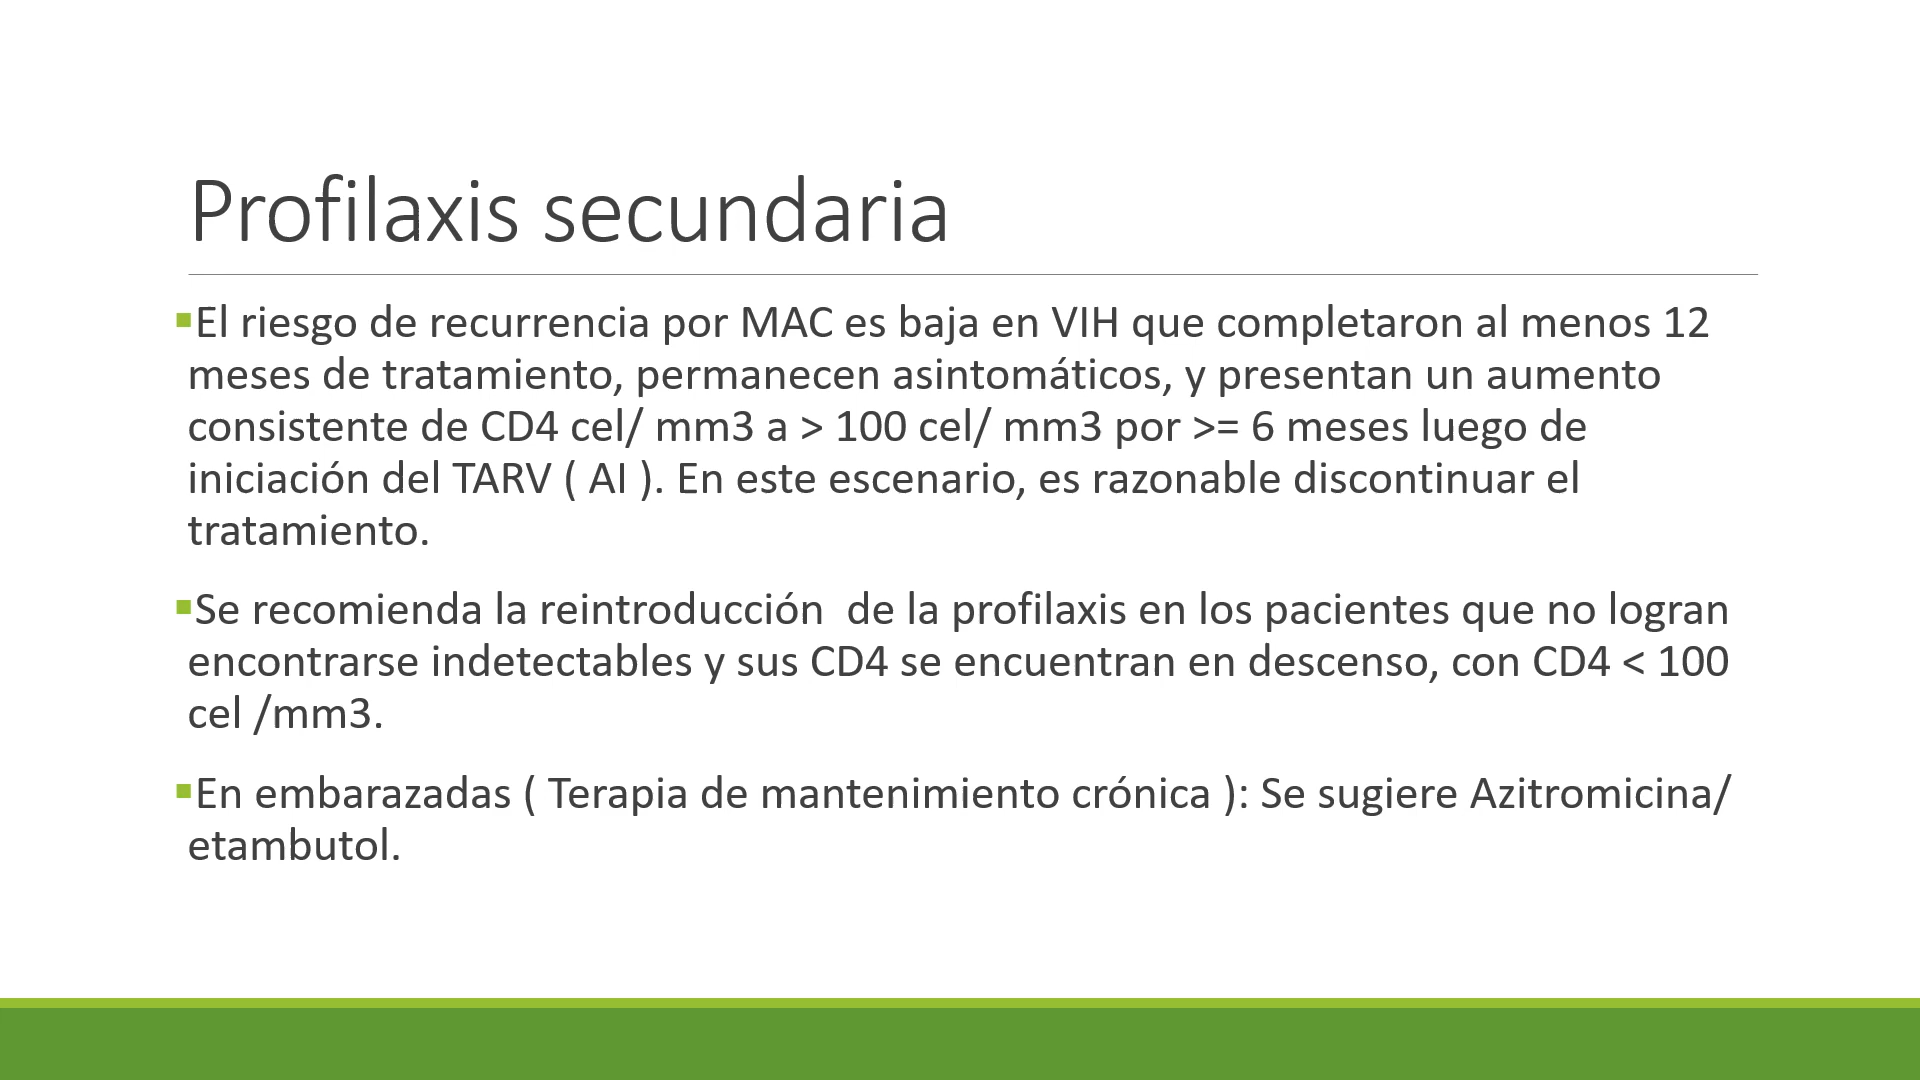 Profilaxis secundaria
▪El riesgo de recurrencia por MAC es baja en VIH que completaron al menos 12
meses de tratamiento, permanecen asintomáticos, y presentan un aumento
consistente de CD4 cel/ mm3 a > 100 cel/ mm3 por >= 6 meses luego de
iniciación del TARV ( AI ). En este escenario, es razonable discontinuar el
tratamiento.
▪Se recomienda la reintroducción  de la profilaxis en los pacientes que no logran
encontrarse indetectables y sus CD4 se encuentran en descenso, con CD4 < 100
cel /mm3.
▪En embarazadas ( Terapia de mantenimiento crónica ): Se sugiere Azitromicina/
etambutol.